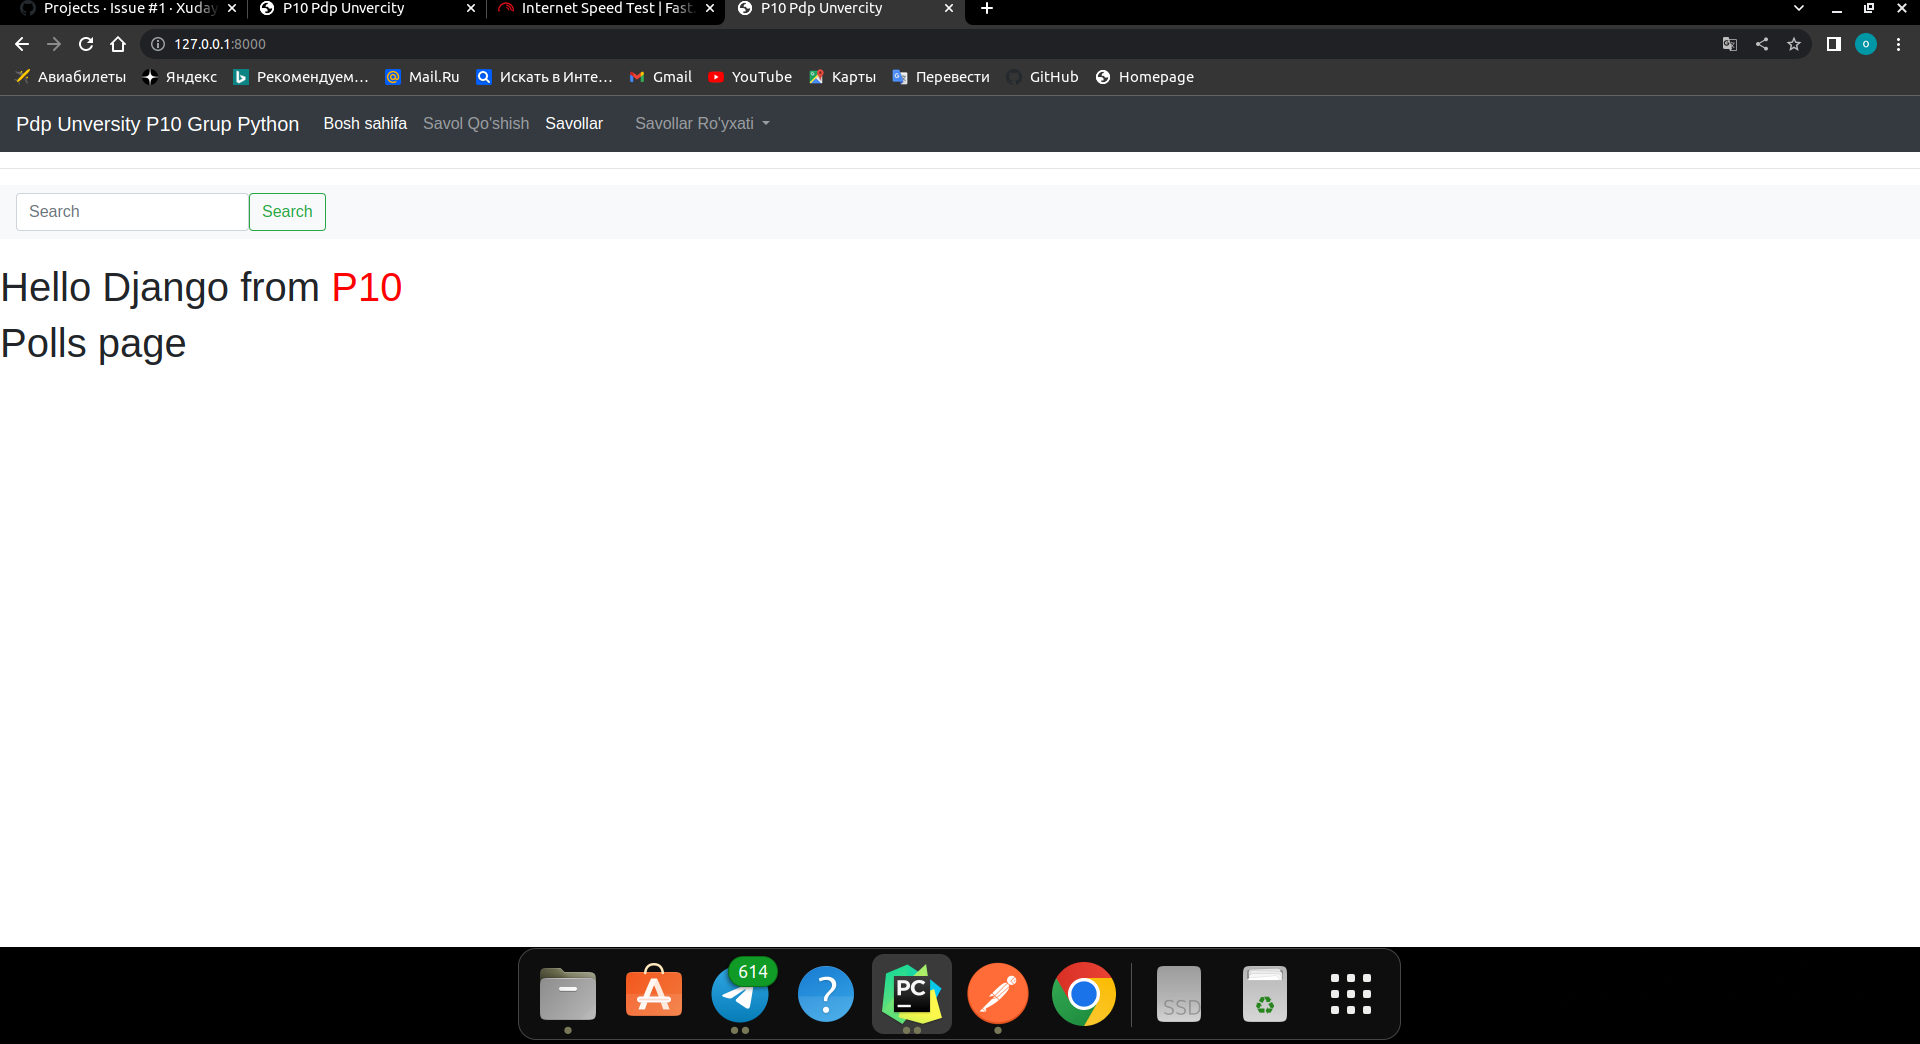 Projects · Issue #1 · Xuday
P10 Pdp Unvercity
Internet Speed Test | Fast.
P10 Pdp Unvercity
127.0.0.1:8000
Авиабилеты Яндекс Рекомендуем... Mail.Ru Искать в Инте... Gmail YouTube Карты Перевести GitHub Homepage
Pdp Unversity P10 Grup Python Bosh sahifa Savol Qo'shish Savollar Savollar Ro'yxati
Search Search
Hello Django from P10
Polls page
614
PC
SSD